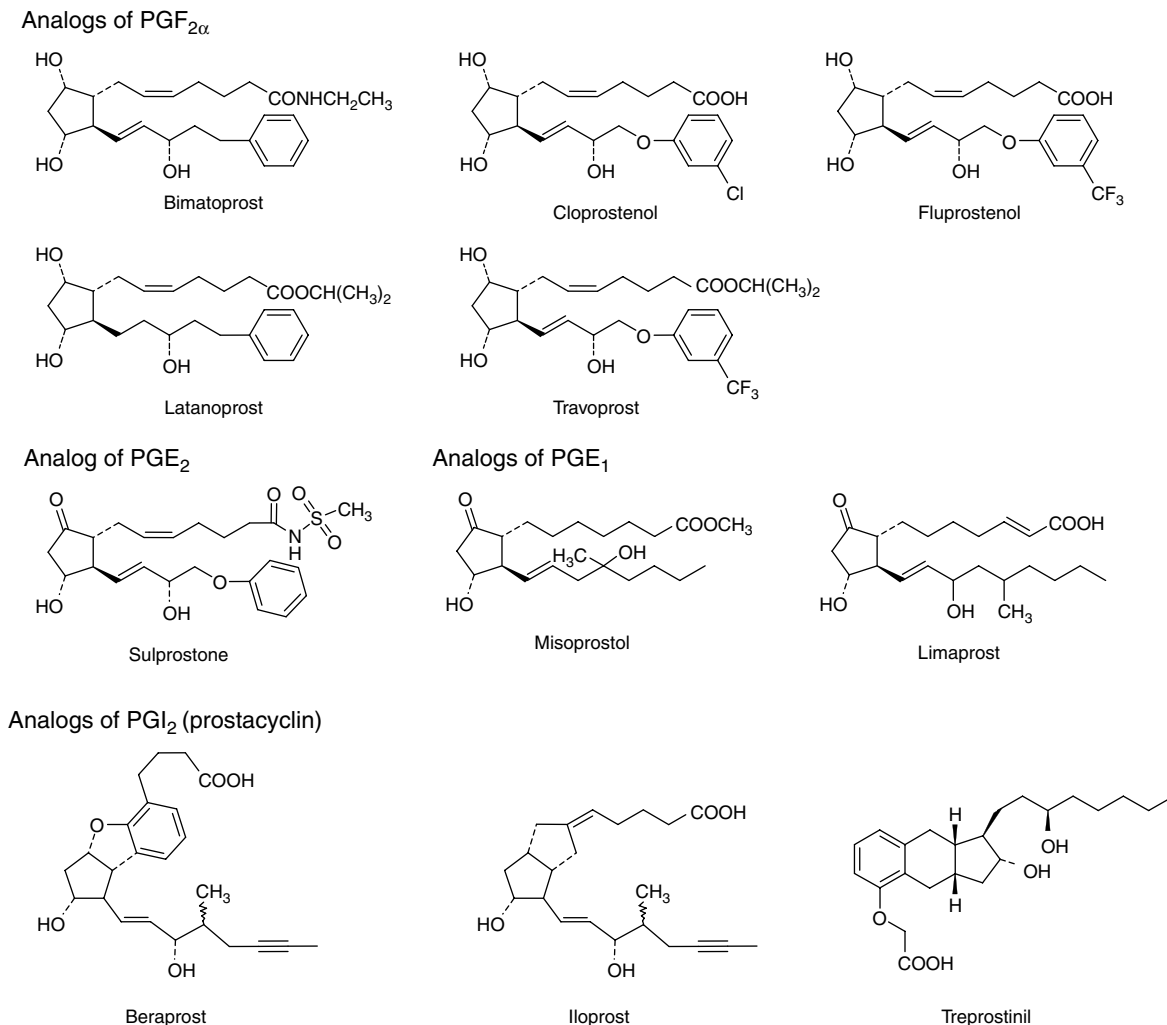 Analogs of PGF2α
HO
CONHCH2CH3
HO
OH
Bimatoprost
HO
COOH
O
HO
OH
Cl
Cloprostenol
HO
COOH
O
HO
OH
CF3
Fluprostenol
HO
COOCH(CH3)2
HO
OH
Latanoprost
HO
COOCH(CH3)2
O
HO
OH
CF3
Travoprost
Analog of PGE2
O
O
O
CH3
S
N
H
O
O
HO
OH
Sulprostone
Analogs of PGE1
O
COOCH3
H3C
OH
HO
Misoprostol
O
COOH
HO
OH
CH3
Limaprost
Analogs of PGI2 (prostacyclin)
COOH
O
CH3
HO
OH
Beraprost
COOH
CH3
HO
OH
Iloprost
H
OH
OH
H
O
COOH
Treprostinil